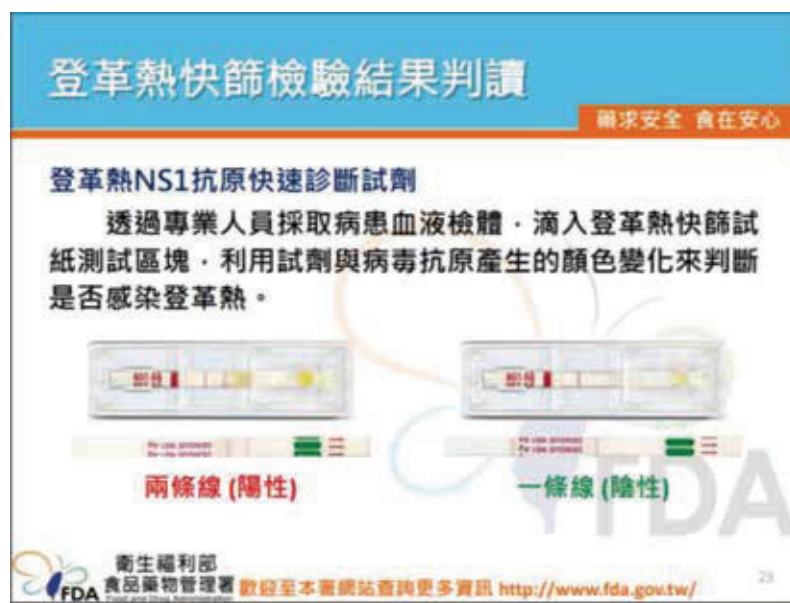 登革熱快篩檢驗結果判讀
藥求安全 食在安心
登革熱NS1抗原快速診斷試劑
透過專業人員採取病患血液檢體，滴入登革熱快篩試
紙測試區塊，利用試劑與病毒抗原產生的顏色變化來判斷
是否感染登革熱。
兩條線 (陽性)
一條線 (陰性)
FDA
衛生福利部
FDA 食品藥物管理署 歡迎至本署網站查詢更多資訊 http://www.fda.gov.tw/
Food and Drug Administration
23